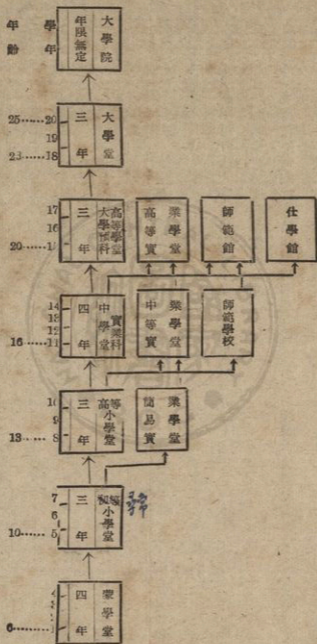 年齡
學年
大學院
年限無定
大學堂
三年
25......20
19
23......18
高等學堂
大學預科
三年
17
16
20......15
高等實業學堂
師範館
仕學館
中學堂
實業科
四年
14
13
12
16......11
中等實業學堂
師範學校
高等小學堂
三年
10
9
13......8
簡易實業學堂
小學堂
三年
7
6
10......5
蒙學堂
四年
6......